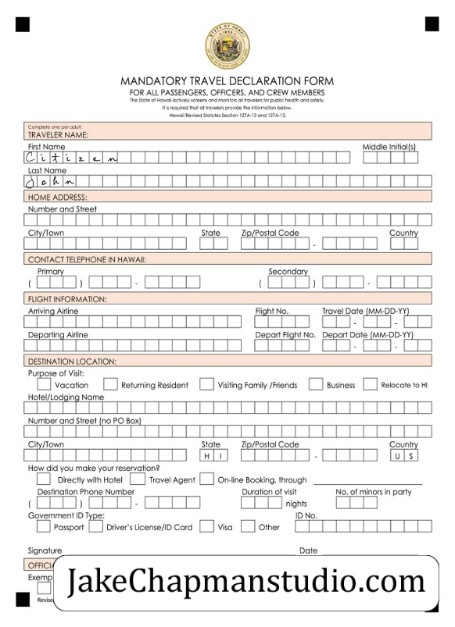 STATE OF HAWAII
MANDATORY TRAVEL DECLARATION FORM
FOR ALL PASSENGERS, OFFICERS, AND CREW MEMBERS
The State of Hawaii actively screens and monitors all travelers for public health and safety.
It is required that all travelers provide the information below.
Hawaii Revised Statutes Section 127A-12 and 127A-13.
Complete one per adult.
TRAVELER NAME:
First Name Middle Initial(s)
Citizen
Last Name
John
HOME ADDRESS:
Number and Street
City/Town State Zip/Postal Code Country
-
CONTACT TELEPHONE IN HAWAII:
Primary Secondary
( ) - ( ) -
FLIGHT INFORMATION:
Arriving Airline Flight No. Travel Date (MM-DD-YY)
- -
Departing Airline Depart Flight No. Depart Date (MM-DD-YY)
- -
DESTINATION LOCATION:
Purpose of Visit:
Vacation Returning Resident Visiting Family /Friends Business Relocate to HI
Hotel/Lodging Name
Number and Street (no PO Box)
City/Town State Zip/Postal Code Country
H I - U S
How did you make your reservation?
Directly with Hotel Travel Agent On-line Booking, through
Destination Phone Number Duration of visit No. of minors in party
( ) - nights
Government ID Type: ID No.
Passport Driver's License/ID Card Visa Other
Signature Date
OFFICI
Exemp
Revise
JakeChapmanstudio.com